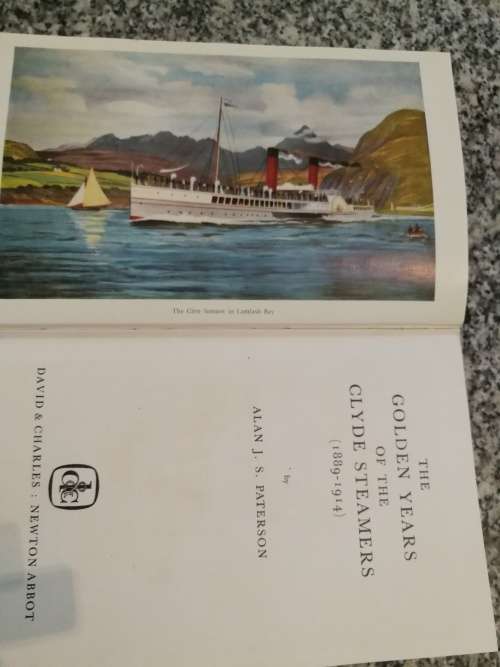 The Glen Sannox in Lamlash Bay
THE
GOLDEN YEARS
OF THE
CLYDE STEAMERS
(1889-1914)
by
ALAN J. S. PATERSON
DAVID & CHARLES : NEWTON ABBOT